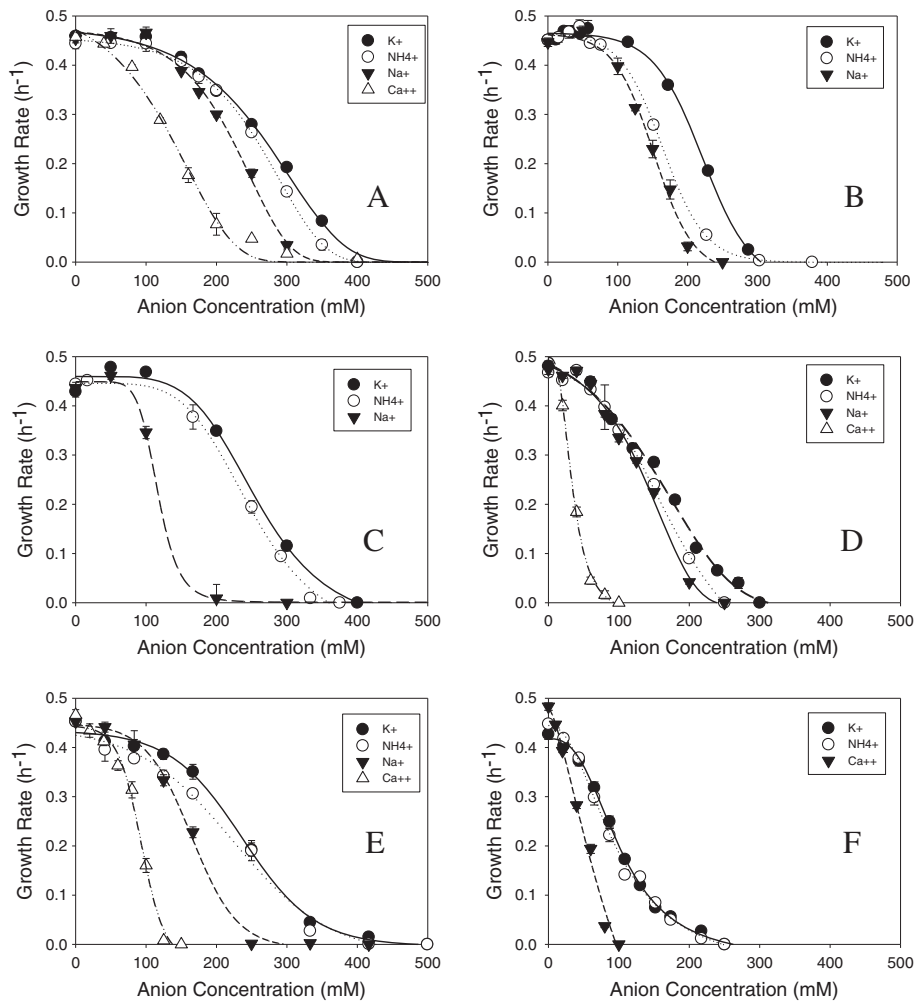 0.5
0.4
0.3
0.2
0.1
0.0
Growth Rate (h⁻¹)
K+
NH4+
Na+
Ca++
A
0 100 200 300 400 500
Anion Concentration (mM)
0.5
0.4
0.3
0.2
0.1
0.0
Growth Rate (h⁻¹)
K+
NH4+
Na+
B
0 100 200 300 400 500
Anion Concentration (mM)
0.5
0.4
0.3
0.2
0.1
0.0
Growth Rate (h⁻¹)
K+
NH4+
Na+
C
0 100 200 300 400 500
Anion Concentration (mM)
0.5
0.4
0.3
0.2
0.1
0.0
Growth Rate (h⁻¹)
K+
NH4+
Na+
Ca++
D
0 100 200 300 400 500
Anion Concentration (mM)
0.5
0.4
0.3
0.2
0.1
0.0
Growth Rate (h⁻¹)
K+
NH4+
Na+
Ca++
E
0 100 200 300 400 500
Anion Concentration (mM)
0.5
0.4
0.3
0.2
0.1
0.0
Growth Rate (h⁻¹)
K+
NH4+
Ca++
F
0 100 200 300 400 500
Anion Concentration (mM)